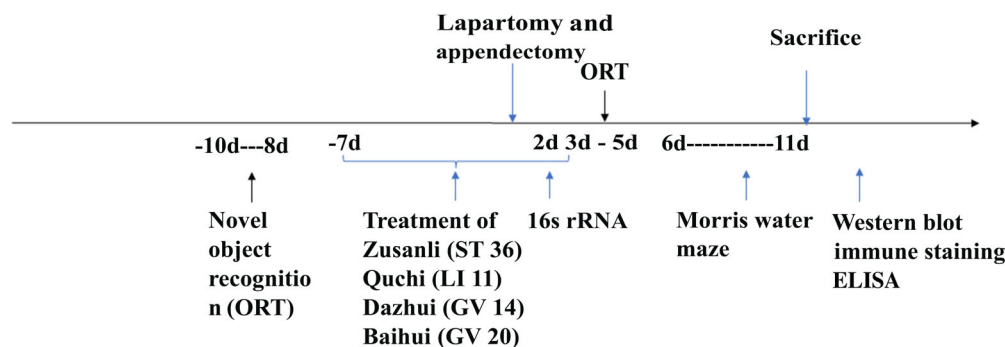 Lapartomy and
appendectomy
Sacrifice
ORT
-10d---8d
-7d
2d 3d - 5d
6d-----------11d
Novel
object
recognitio
n (ORT)
Treatment of
Zusanli (ST 36)
Quchi (LI 11)
Dazhui (GV 14)
Baihui (GV 20)
16s rRNA
Morris water
maze
Western blot
immune staining
ELISA